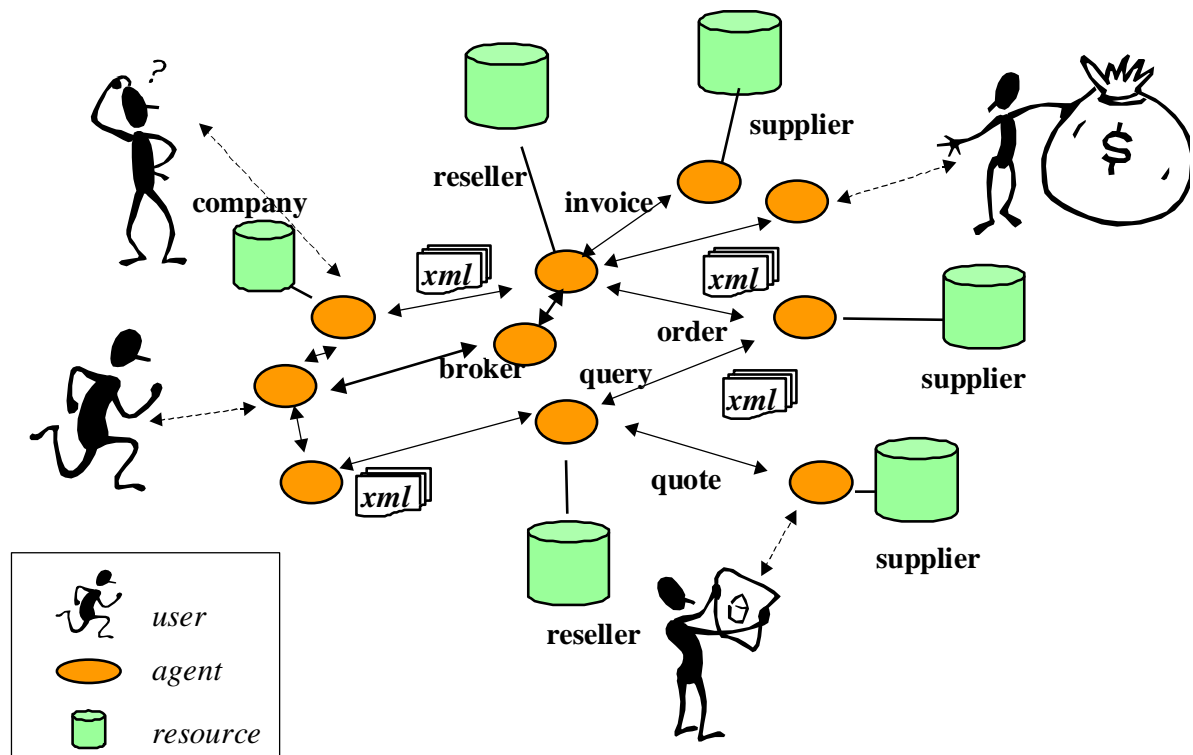 ?
$
supplier
reseller
company
invoice
xml
xml
order
broker
query
supplier
xml
xml
quote
supplier
reseller
user
agent
resource